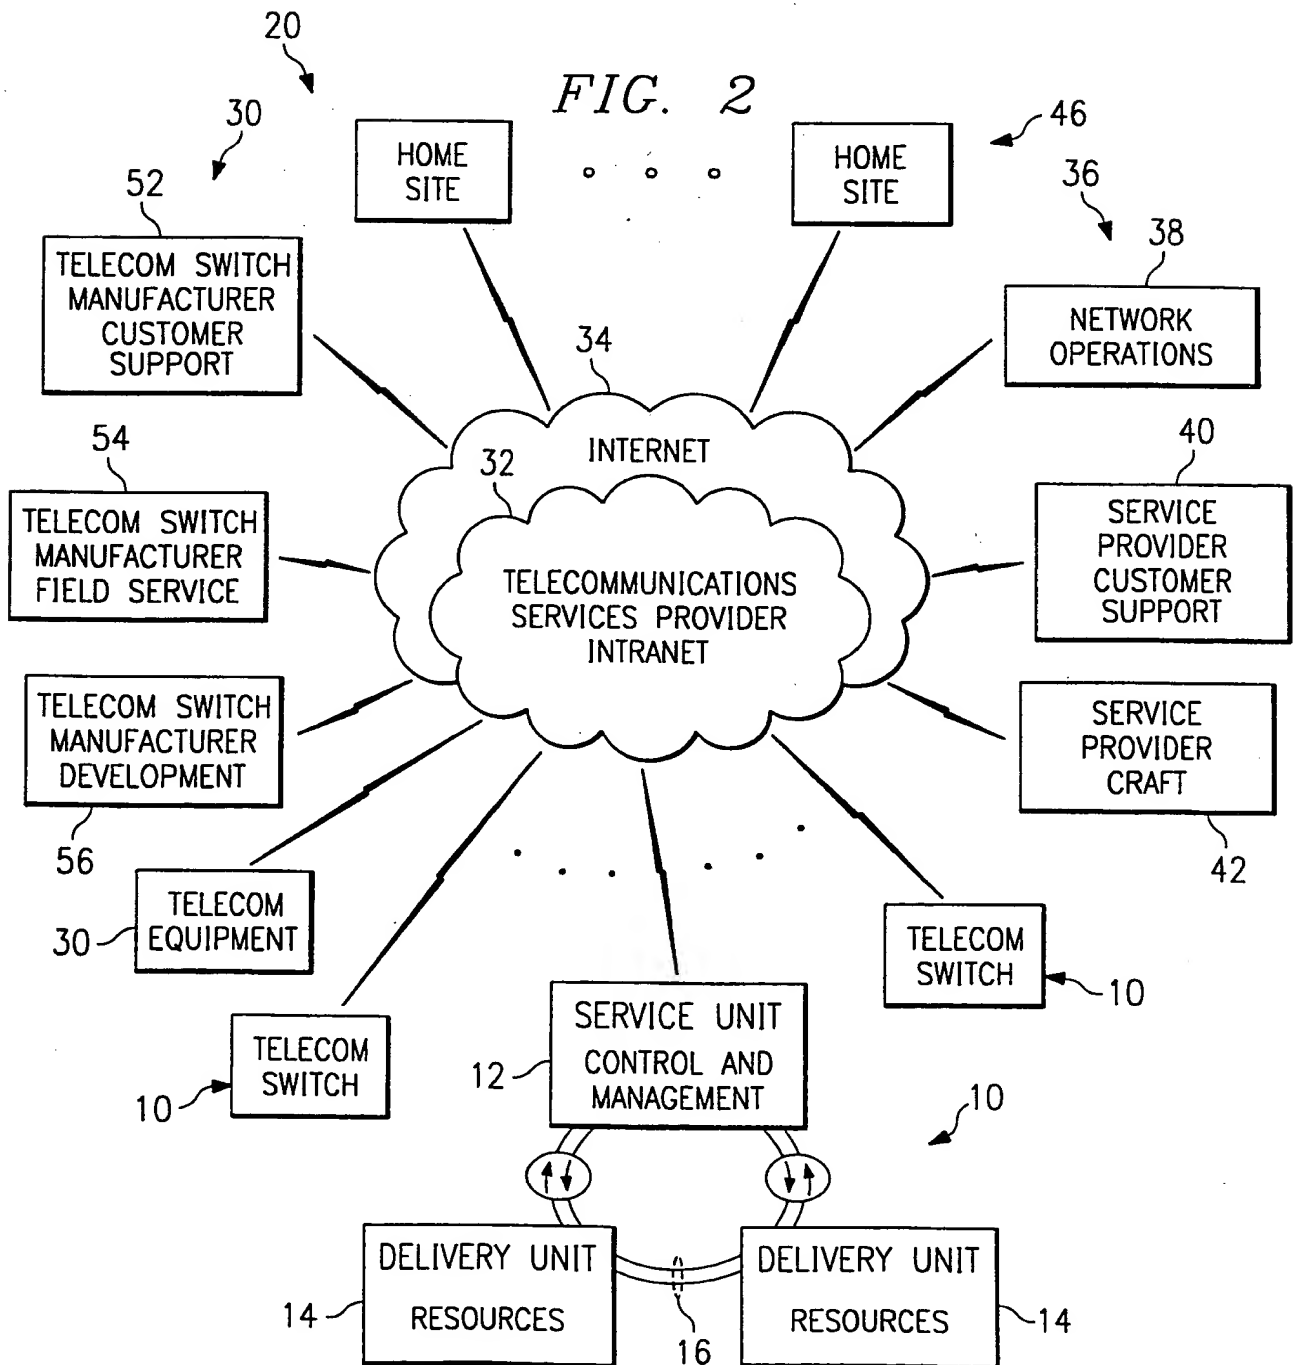 20
FIG. 2
30
HOME
SITE
HOME
SITE
46
36
52
TELECOM SWITCH
MANUFACTURER
CUSTOMER
SUPPORT
38
NETWORK
OPERATIONS
34
INTERNET
54
TELECOM SWITCH
MANUFACTURER
FIELD SERVICE
32
TELECOMMUNICATIONS
SERVICES PROVIDER
INTRANET
40
SERVICE
PROVIDER
CUSTOMER
SUPPORT
TELECOM SWITCH
MANUFACTURER
DEVELOPMENT
56
SERVICE
PROVIDER
CRAFT
42
TELECOM
EQUIPMENT
30
TELECOM
SWITCH
10
TELECOM
SWITCH
10
SERVICE UNIT
CONTROL AND
MANAGEMENT
12
10
DELIVERY UNIT
RESOURCES
14
16
DELIVERY UNIT
RESOURCES
14